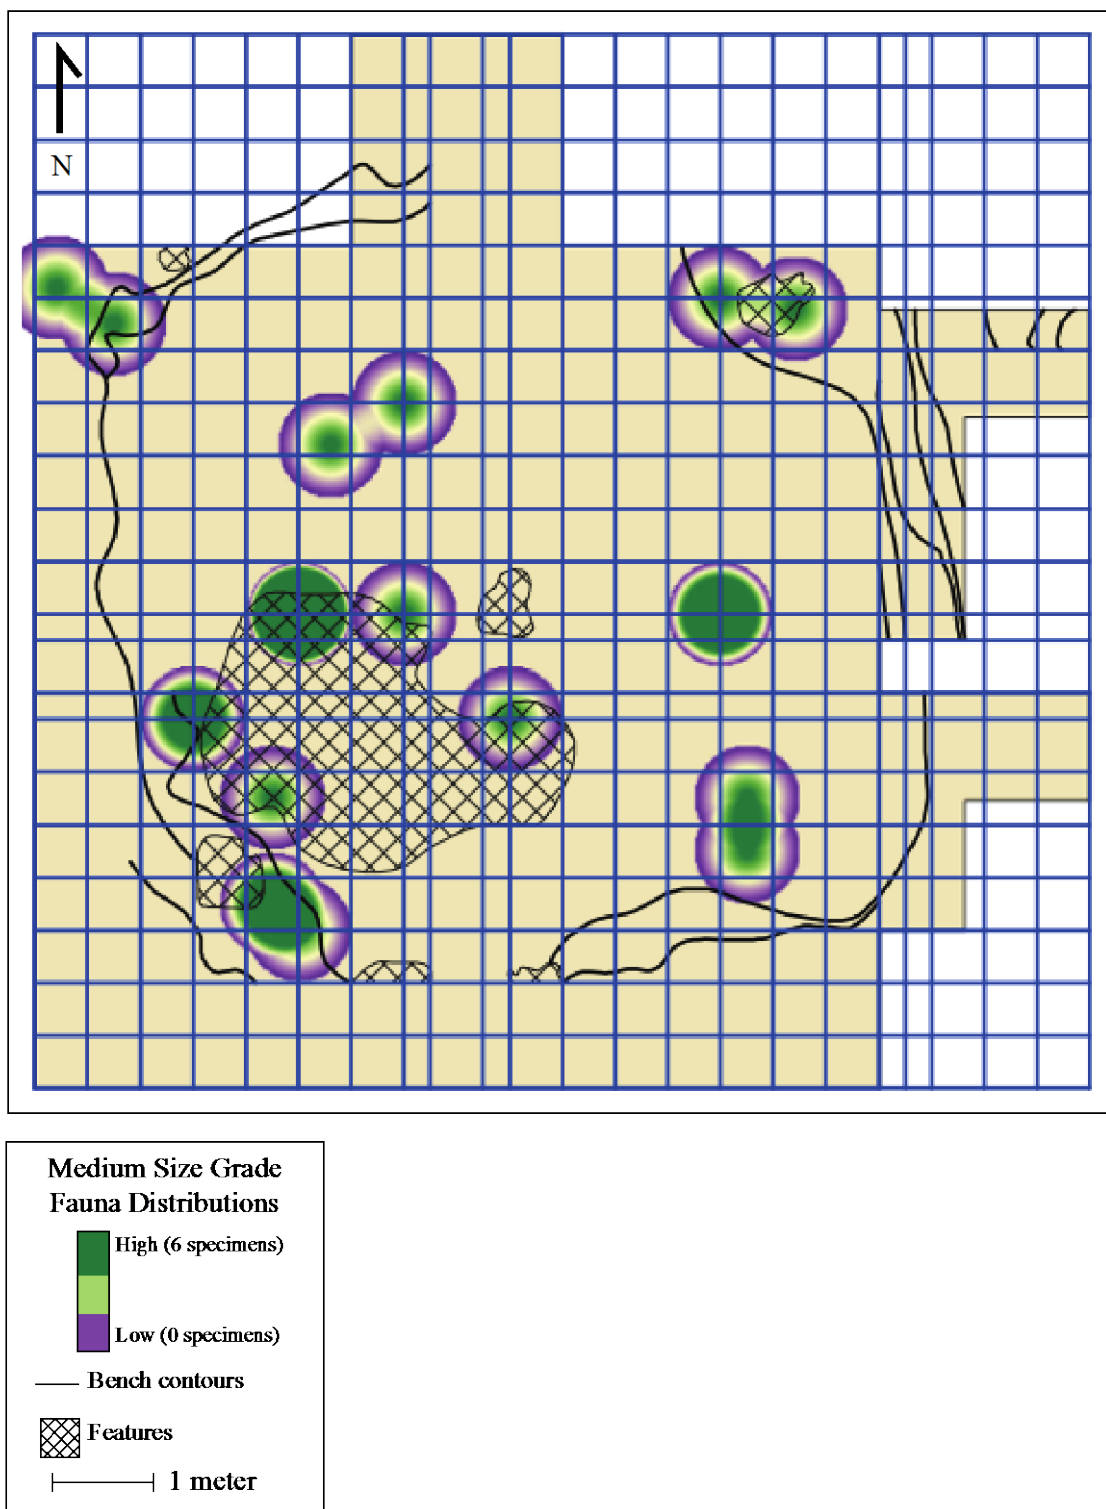 N
Medium Size Grade
Fauna Distributions
High (6 specimens)
Low (0 specimens)
Bench contours
Features
1 meter